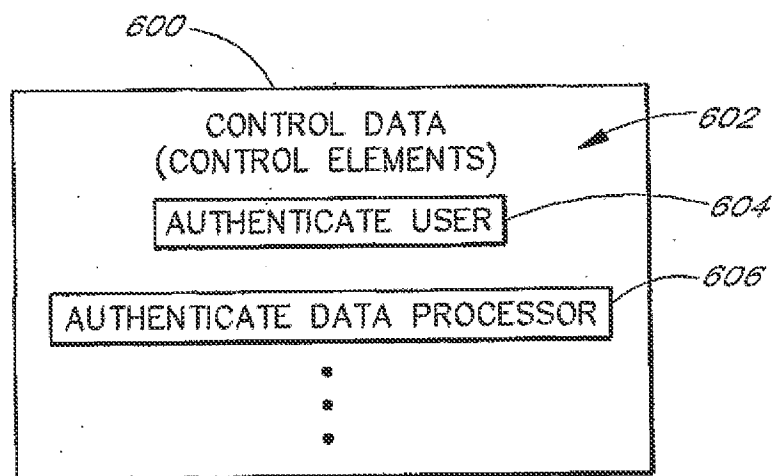 600
CONTROL DATA
(CONTROL ELEMENTS)
602
AUTHENTICATE USER
604
AUTHENTICATE DATA PROCESSOR
606